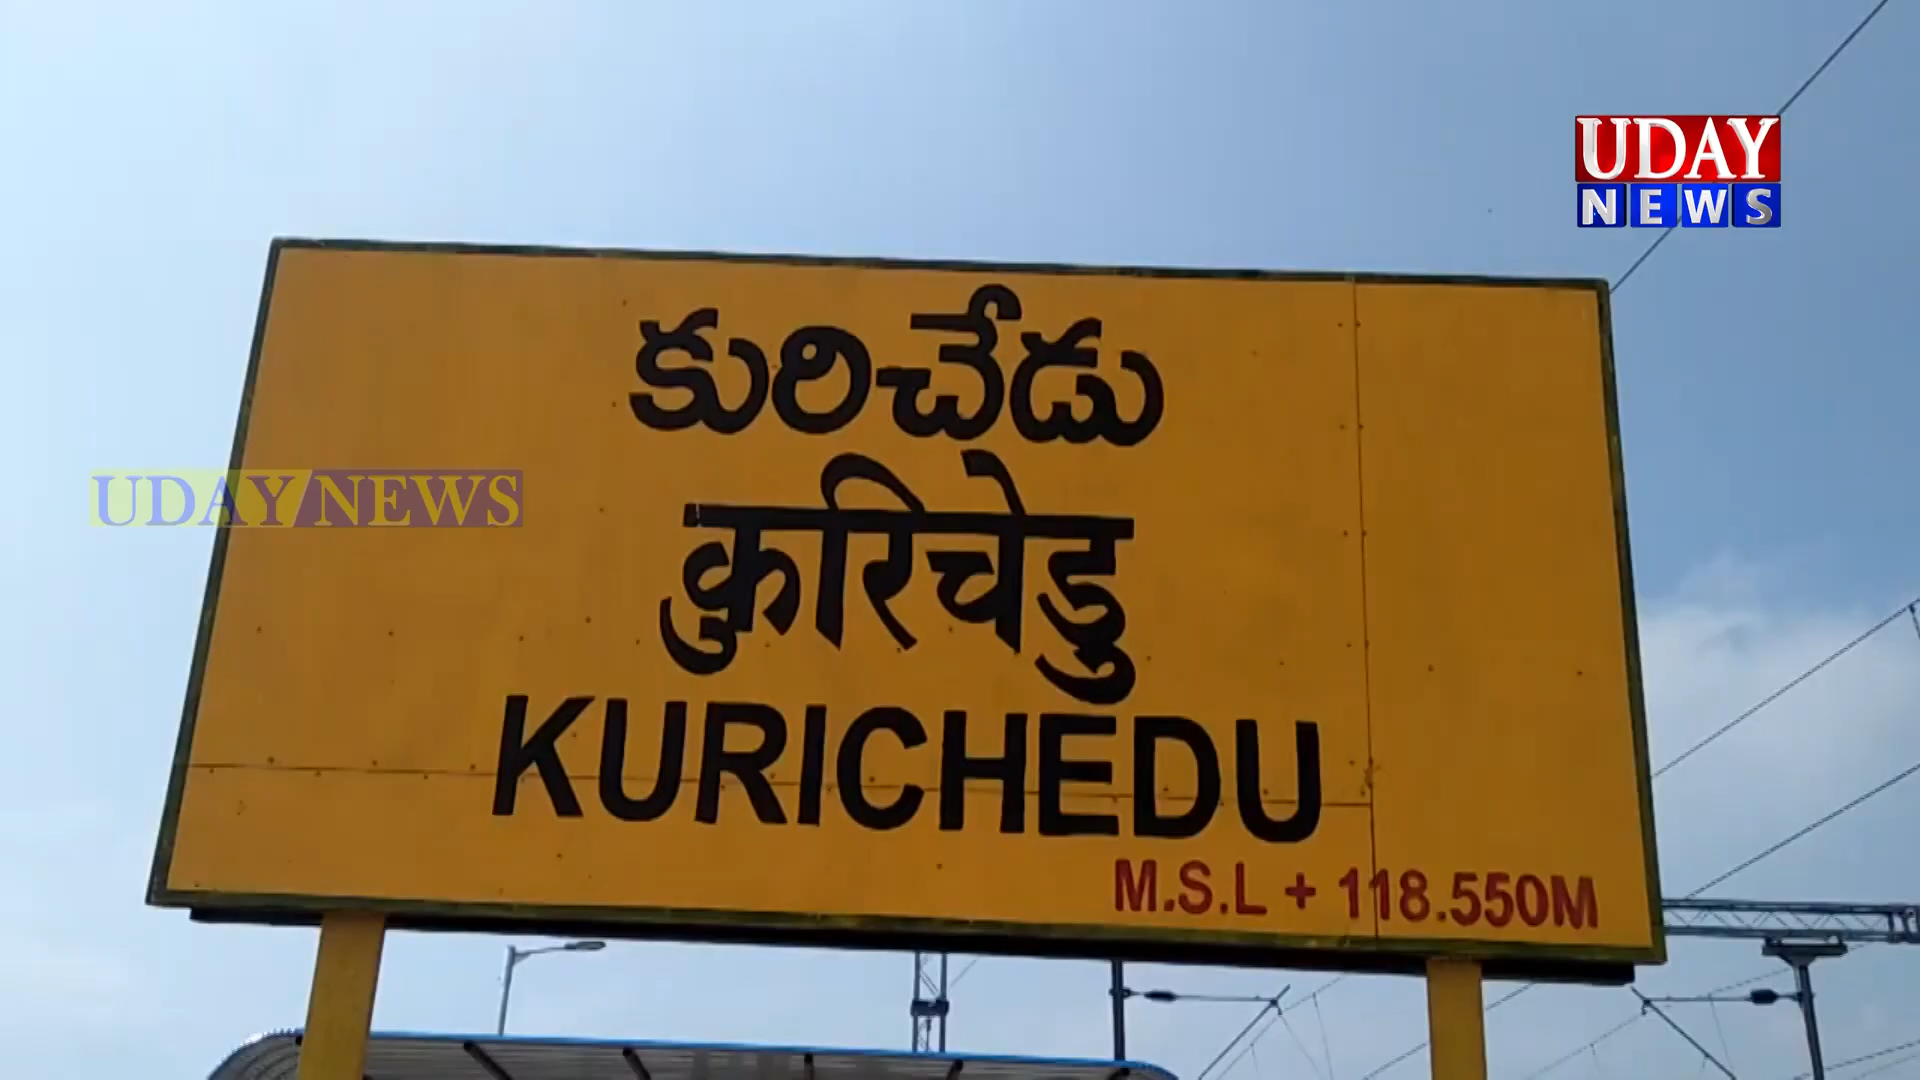 UDAY
NEWS
కురిచేడు
UDAY NEWS
कुरिचेडु
KURICHEDU
M.S.L + 118.550M